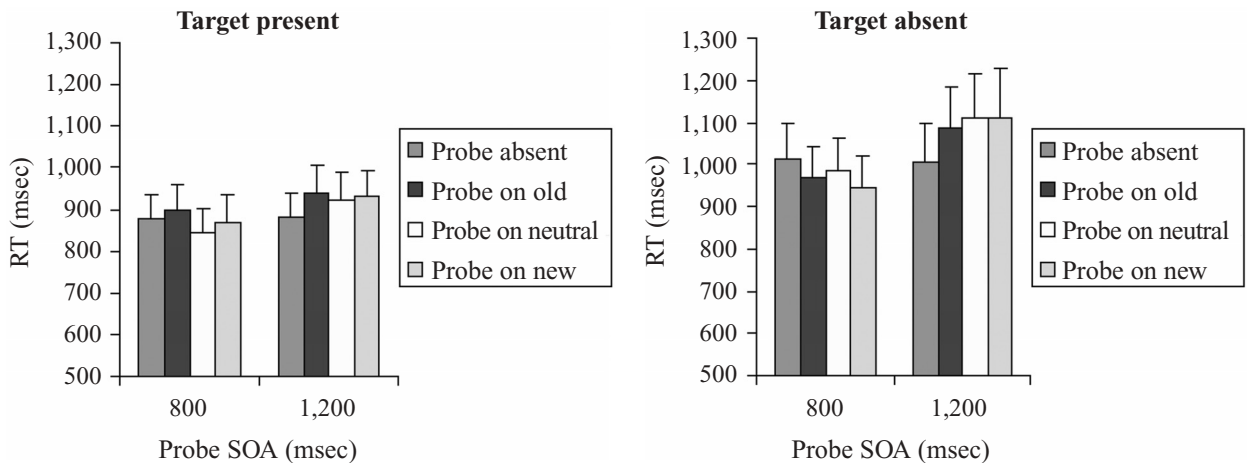 Target present
1,300
1,200
1,100
1,000
900
800
700
600
500
RT (msec)
800
1,200
Probe SOA (msec)
Probe absent
Probe on old
Probe on neutral
Probe on new
Target absent
1,300
1,200
1,100
1,000
900
800
700
600
500
RT (msec)
800
1,200
Probe SOA (msec)
Probe absent
Probe on old
Probe on neutral
Probe on new